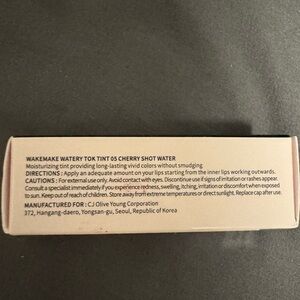 WAKEMAKE WATERY TOK TINT 05 CHERRY SHOT WATER
Moisturizing tint providing long-lasting vivid colors without smudging
DIRECTIONS : Apply an adequate amount on your lips starting from the inner lips working outwards.
CAUTIONS : For external use only. Avoid contact with eyes. Discontinue use if signs of irritation or rashes appear.
Consult a specialist immediately if you experience redness, swelling, itching, irritation or discomfort when exposed
to sun. Keep out of reach of children. Store away from extreme temperatures or direct sunlight. Replace cap after use.
MANUFACTURED FOR : CJ Olive Young Corporation
372, Hangang-daero, Yongsan-gu, Seoul, Republic of Korea